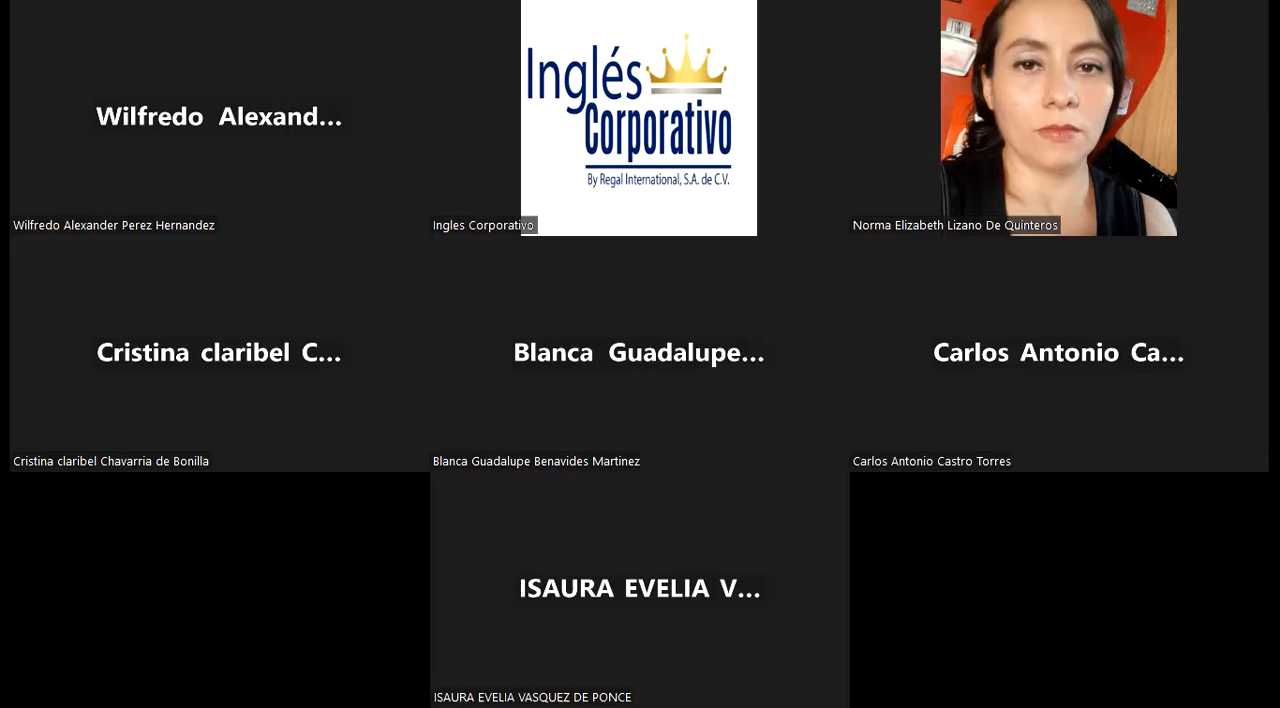 Wilfredo Alexand...
Wilfredo Alexander Perez Hernandez
Inglés
Corporativo
By Regal International, S.A. de C.V.
Ingles Corporativo
Norma Elizabeth Lizano De Quinteros
Cristina claribel C...
Cristina claribel Chavarria de Bonilla
Blanca Guadalupe...
Blanca Guadalupe Benavides Martinez
Carlos Antonio Ca...
Carlos Antonio Castro Torres
ISAURA EVELIA V...
ISAURA EVELIA VASQUEZ DE PONCE